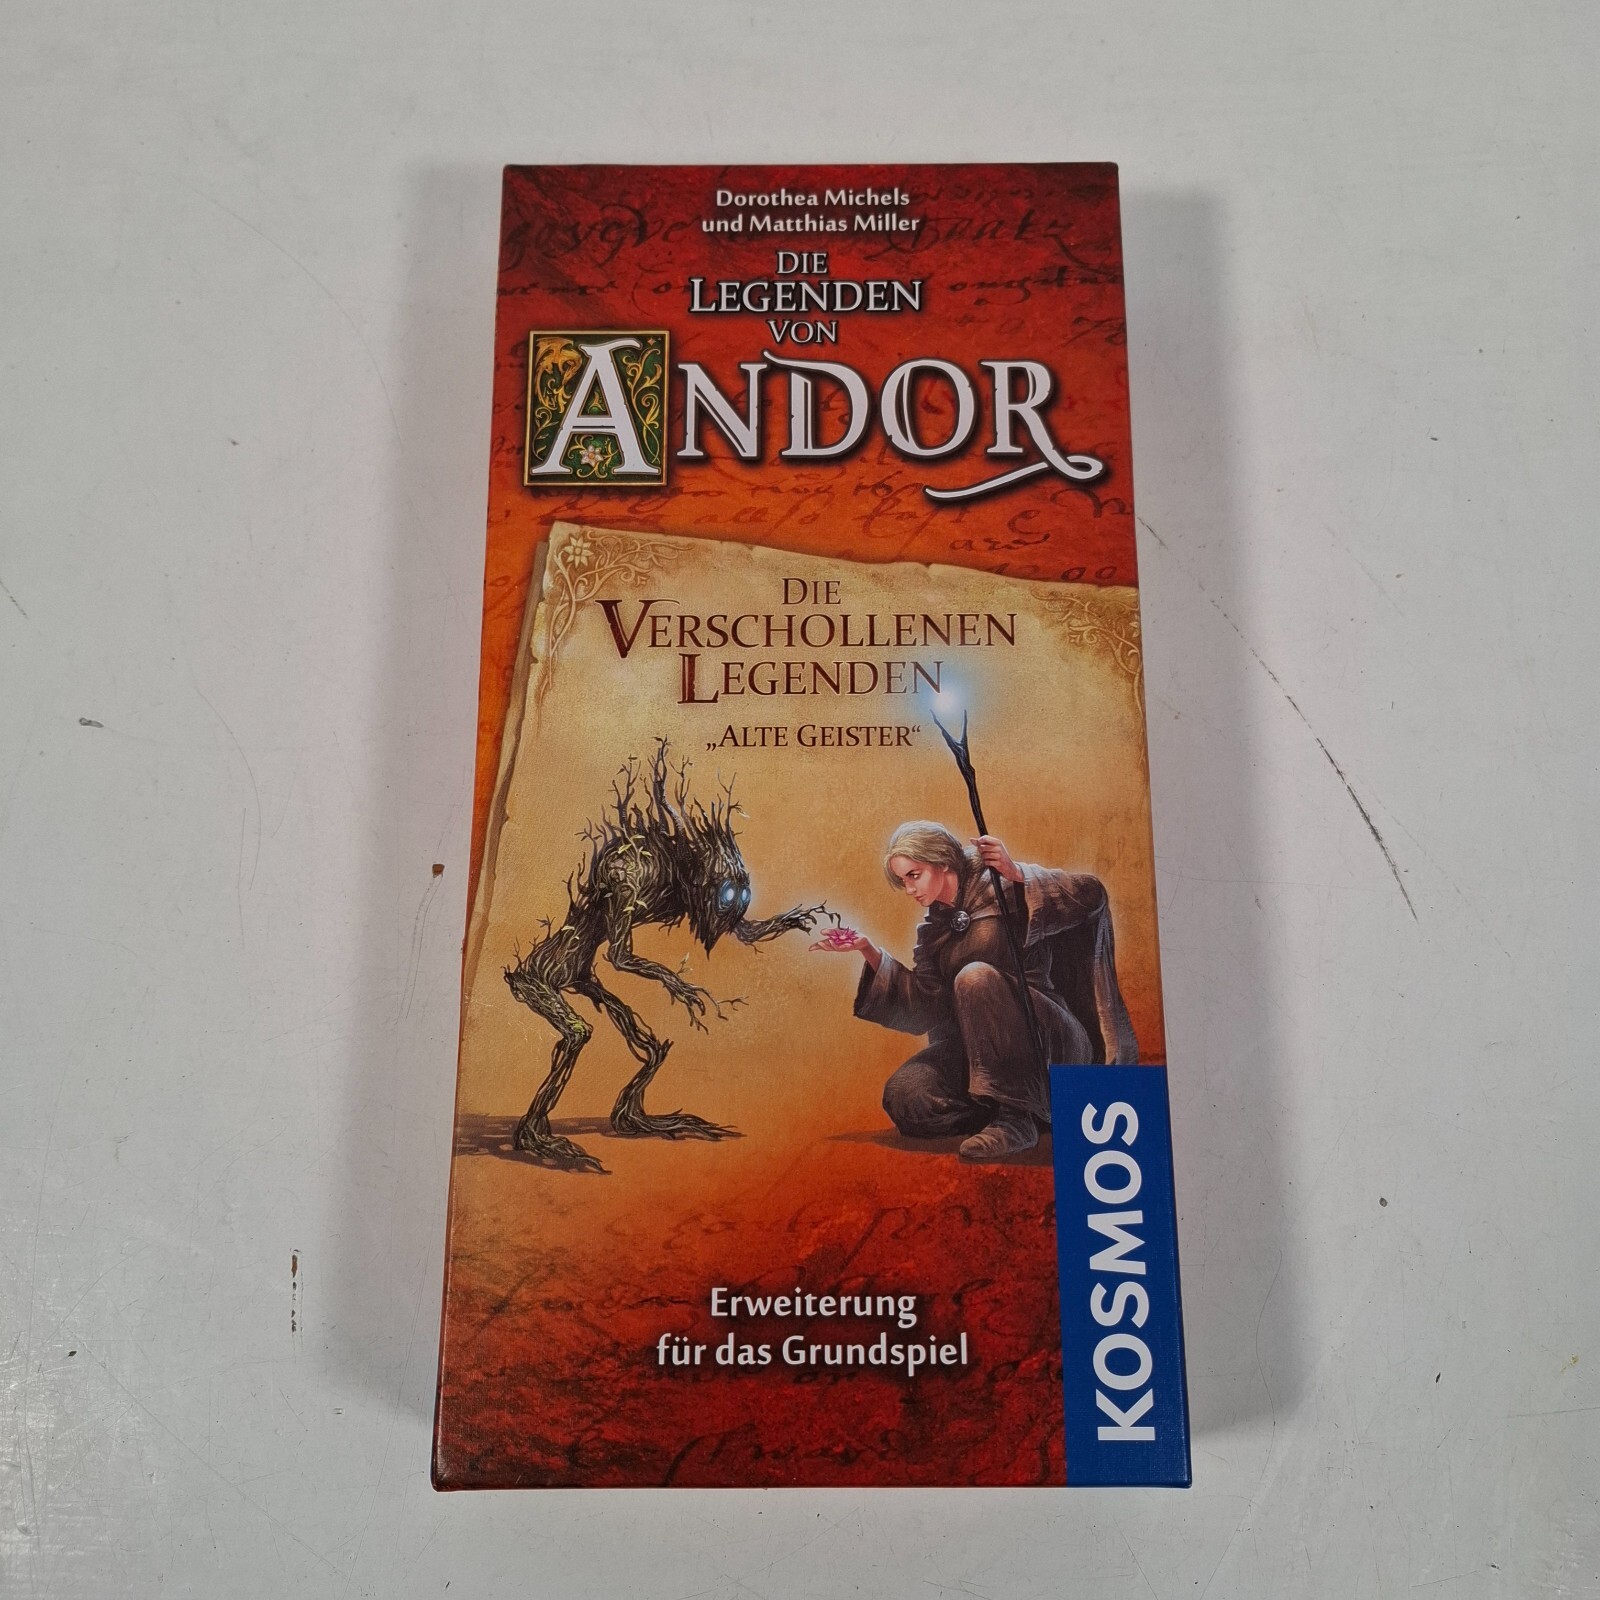 Dorothea Michels
und Matthias Miller
DIE
LEGENDEN
VON
ANDOR
DIE
VERSCHOLLENEN
LEGENDEN
„ALTE GEISTER“
Erweiterung
für das Grundspiel
KOSMOS